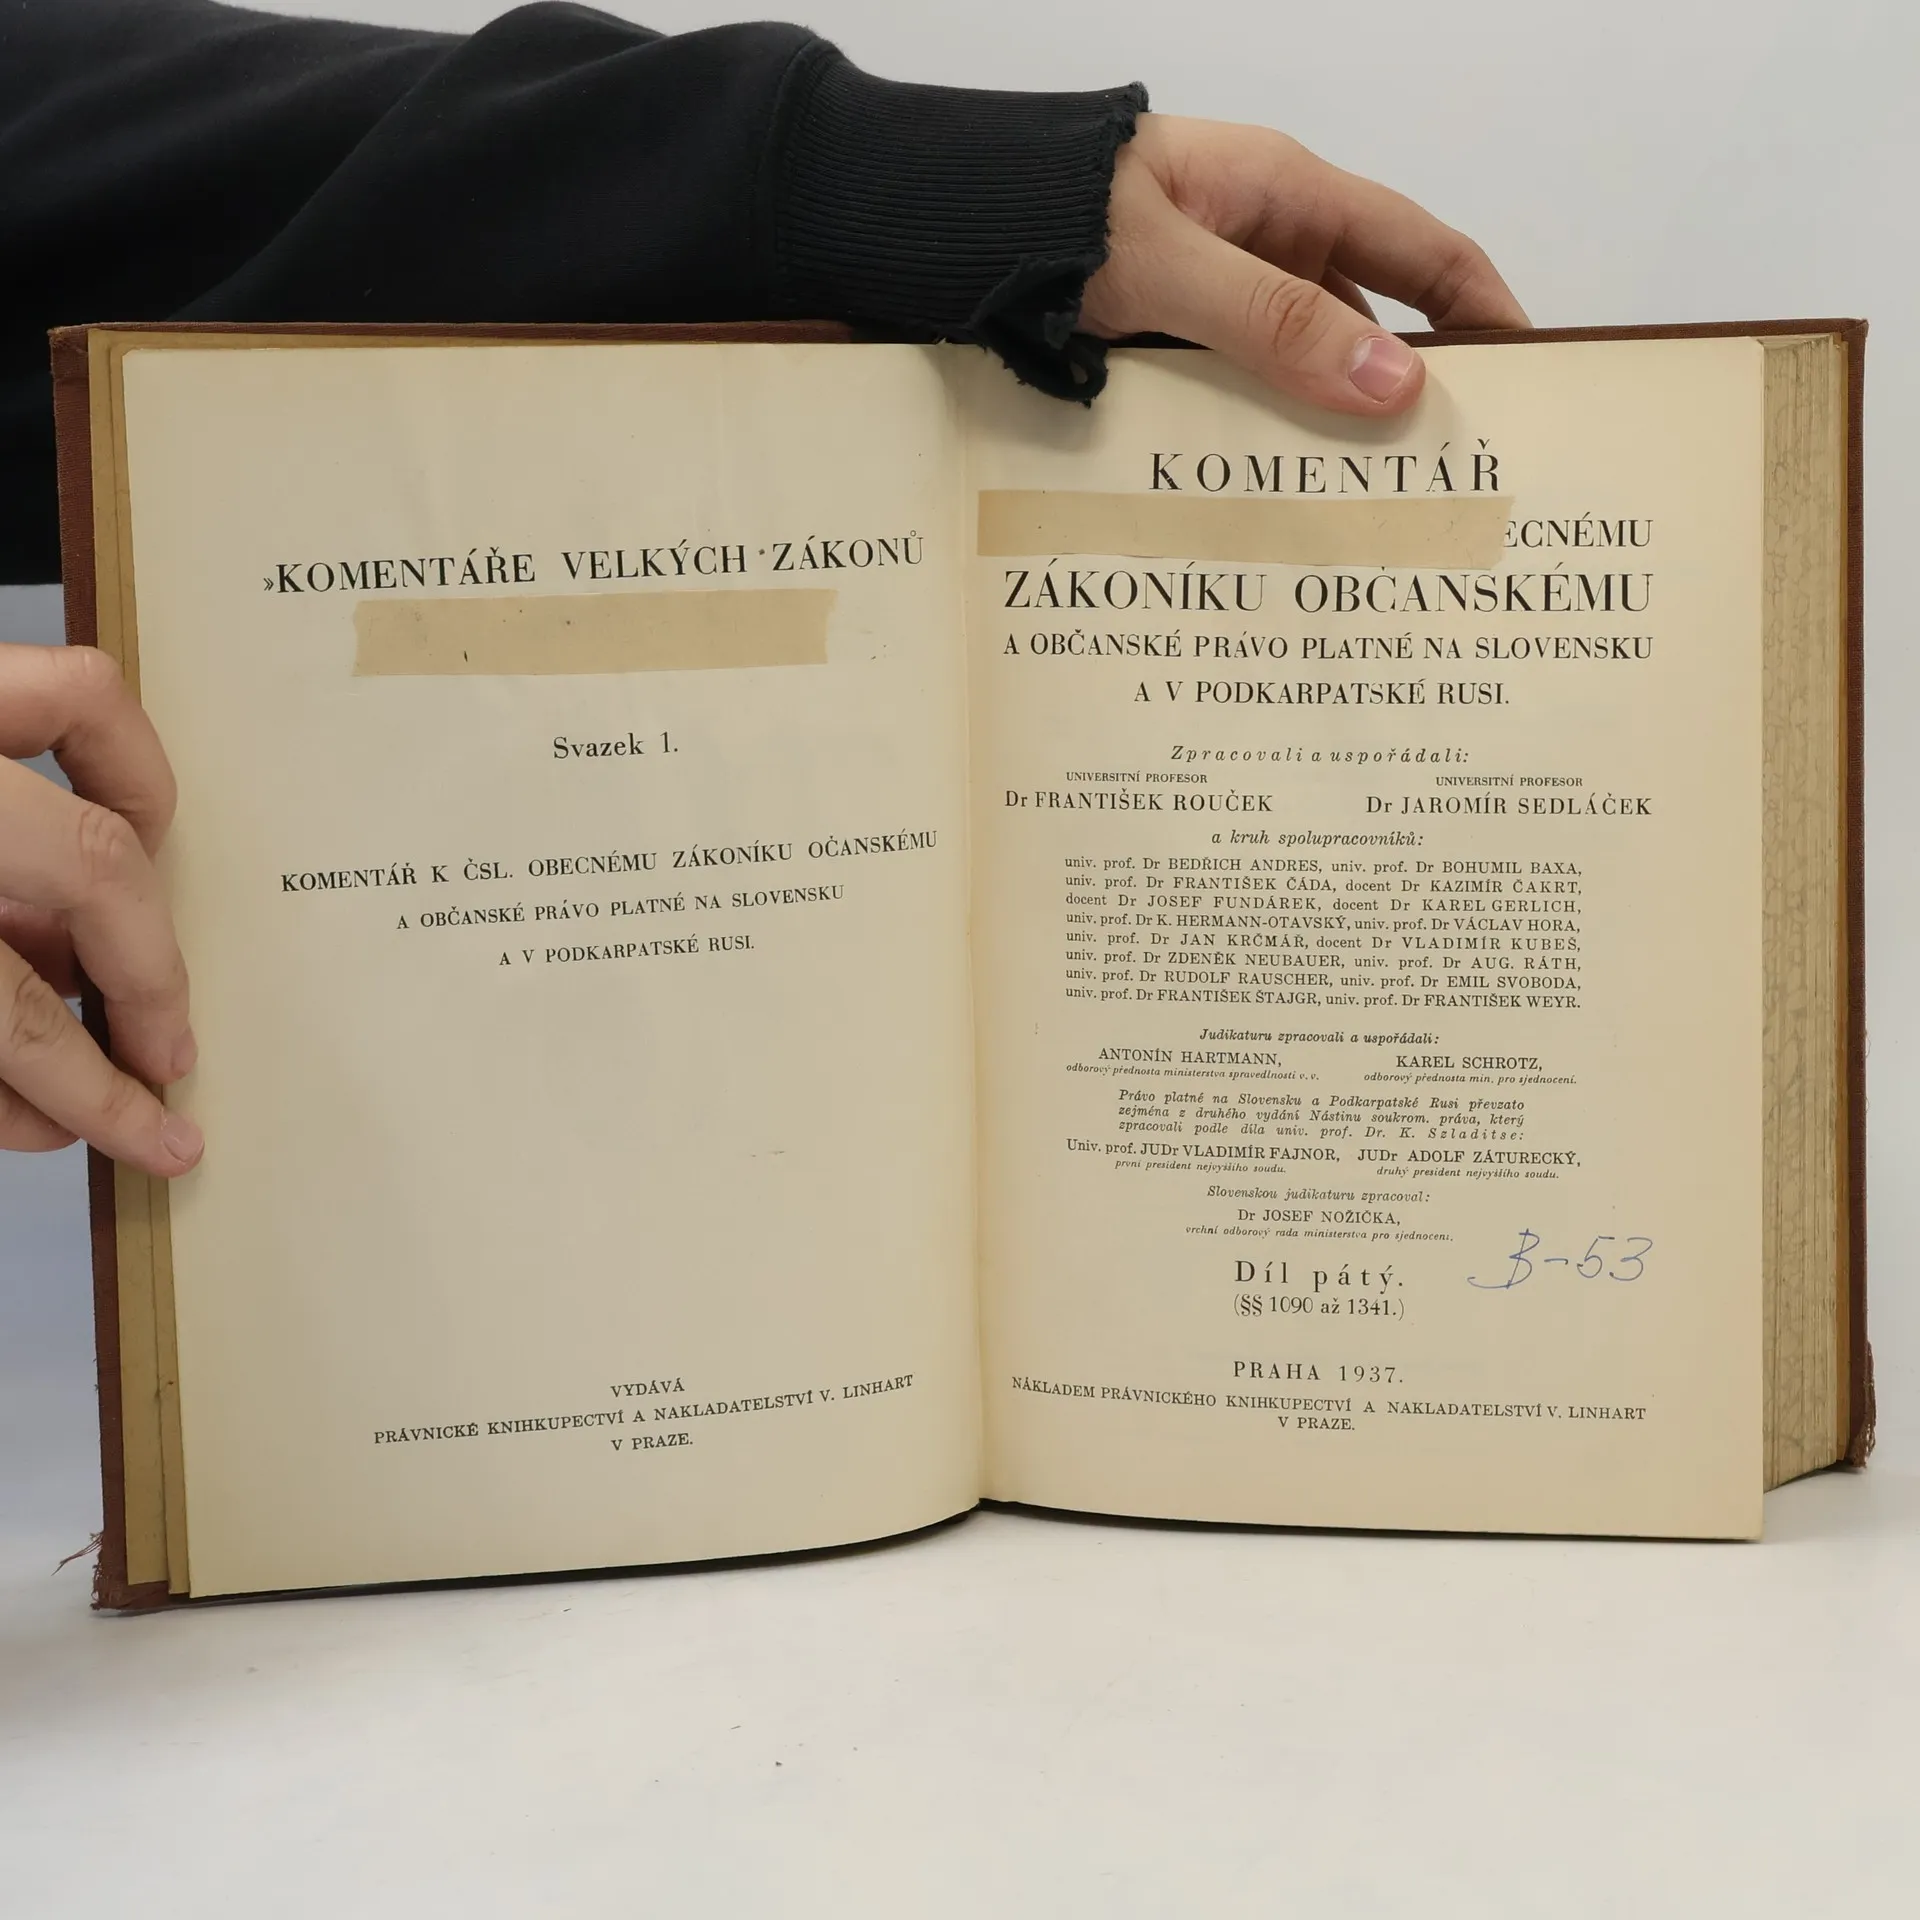 »KOMENTÁŘE VELKÝCH ZÁKONŮ
Svazek 1.
KOMENTÁŘ K ČSL. OBECNÉMU ZÁKONÍKU OČANSKÉMU
A OBČANSKÉ PRÁVO PLATNÉ NA SLOVENSKU
A V PODKARPATSKÉ RUSI.
VYDÁVÁ
PRÁVNICKÉ KNIHKUPECTVÍ A NAKLADATELSTVÍ V. LINHART
V PRAZE.
KOMENTÁŘ
ECNÉMU
ZÁKONÍKU OBČANSKÉMU
A OBČANSKÉ PRÁVO PLATNÉ NA SLOVENSKU
A V PODKARPATSKÉ RUSI.
Zpracovali a uspořádali:
UNIVERSITNÍ PROFESOR UNIVERSITNÍ PROFESOR
Dr FRANTIŠEK ROUČEK Dr JAROMÍR SEDLÁČEK
a kruh spolupracovníků:
univ. prof. Dr BEDŘICH ANDRES, univ. prof. Dr BOHUMIL BAXA,
univ. prof. Dr FRANTIŠEK ČÁDA, docent Dr KAZIMÍR ČAKRT,
docent Dr JOSEF FUNDÁREK, docent Dr KAREL GERLICH,
univ. prof. Dr K. HERMANN-OTAVSKÝ, univ. prof. Dr VÁCLAV HORA,
univ. prof. Dr JAN KRČMÁŘ, docent Dr VLADIMÍR KUBEŠ,
univ. prof. Dr ZDENĚK NEUBAUER, univ. prof. Dr AUG. RÁTH,
univ. prof. Dr RUDOLF RAUSCHER, univ. prof. Dr EMIL SVOBODA,
univ. prof. Dr FRANTIŠEK ŠTAJGR, univ. prof. Dr FRANTIŠEK WEYR.
Judikaturu zpracovali a uspořádali:
ANTONÍN HARTMANN, KAREL SCHROTZ,
odborový přednosta ministerstva spravedlnosti v. v. odborový přednosta min. pro sjednocení.
Právo platné na Slovensku a Podkarpatské Rusi převzato
zejména z druhého vydání Nástinu soukrom. práva, který
zpracovali podle díla univ. prof. Dr. K. Szladitse:
Univ. prof. JUDr VLADIMÍR FAJNOR, JUDr ADOLF ZÁTURECKÝ,
první president nejvyššího soudu. druhý president nejvyššího soudu.
Slovenskou judikaturu zpracoval:
Dr JOSEF NOŽIČKA,
vrchní odborový rada ministerstva pro sjednocení.
Díl pátý.
B-53
(§§ 1090 až 1341.)
PRAHA 1937.
NÁKLADEM PRÁVNICKÉHO KNIHKUPECTVÍ A NAKLADATELSTVÍ V. LINHART
V PRAZE.